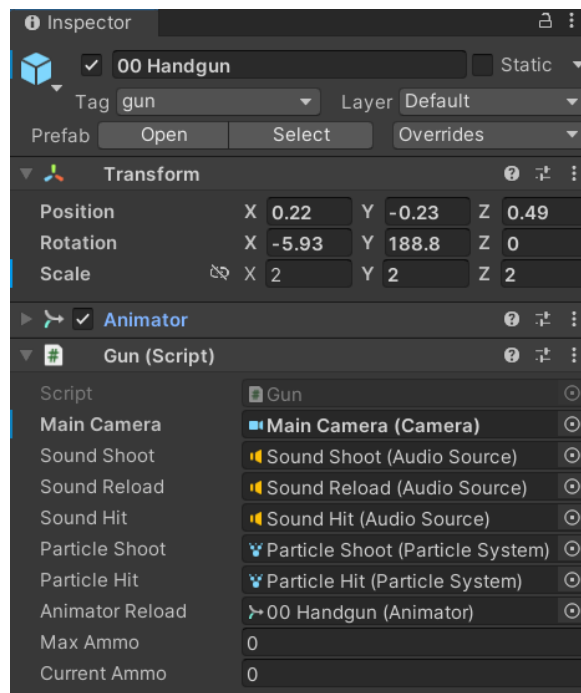 Inspector
00 Handgun Static
Tag gun Layer Default
Prefab Open Select Overrides
Transform
Position X 0.22 Y -0.23 Z 0.49
Rotation X -5.93 Y 188.8 Z 0
Scale X 2 Y 2 Z 2
Animator
# Gun (Script)
Script # Gun
Main Camera Main Camera (Camera)
Sound Shoot Sound Shoot (Audio Source)
Sound Reload Sound Reload (Audio Source)
Sound Hit Sound Hit (Audio Source)
Particle Shoot Particle Shoot (Particle System)
Particle Hit Particle Hit (Particle System)
Animator Reload 00 Handgun (Animator)
Max Ammo 0
Current Ammo 0